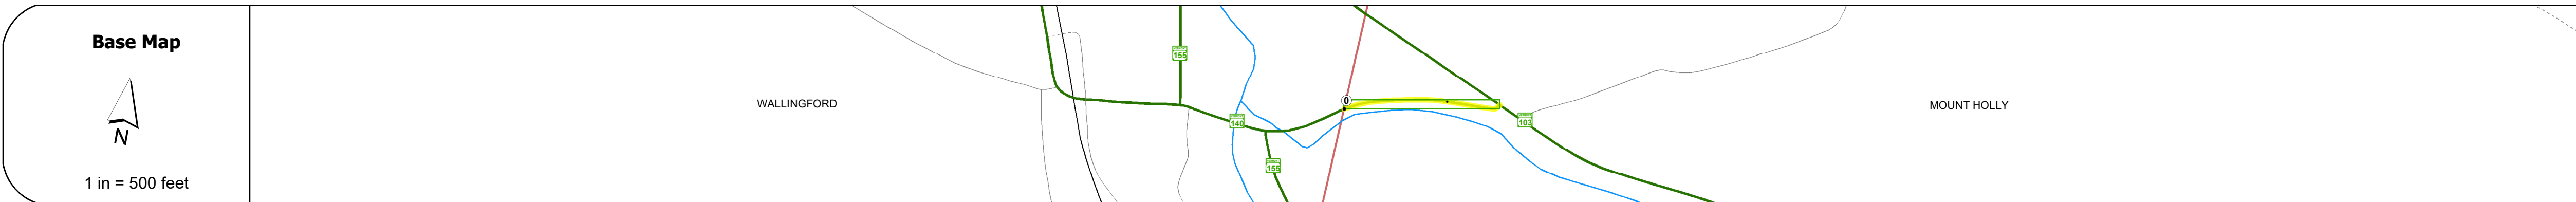 Base Map
N
1 in = 500 feet
WALLINGFORD
155
140
155
0
103
MOUNT HOLLY